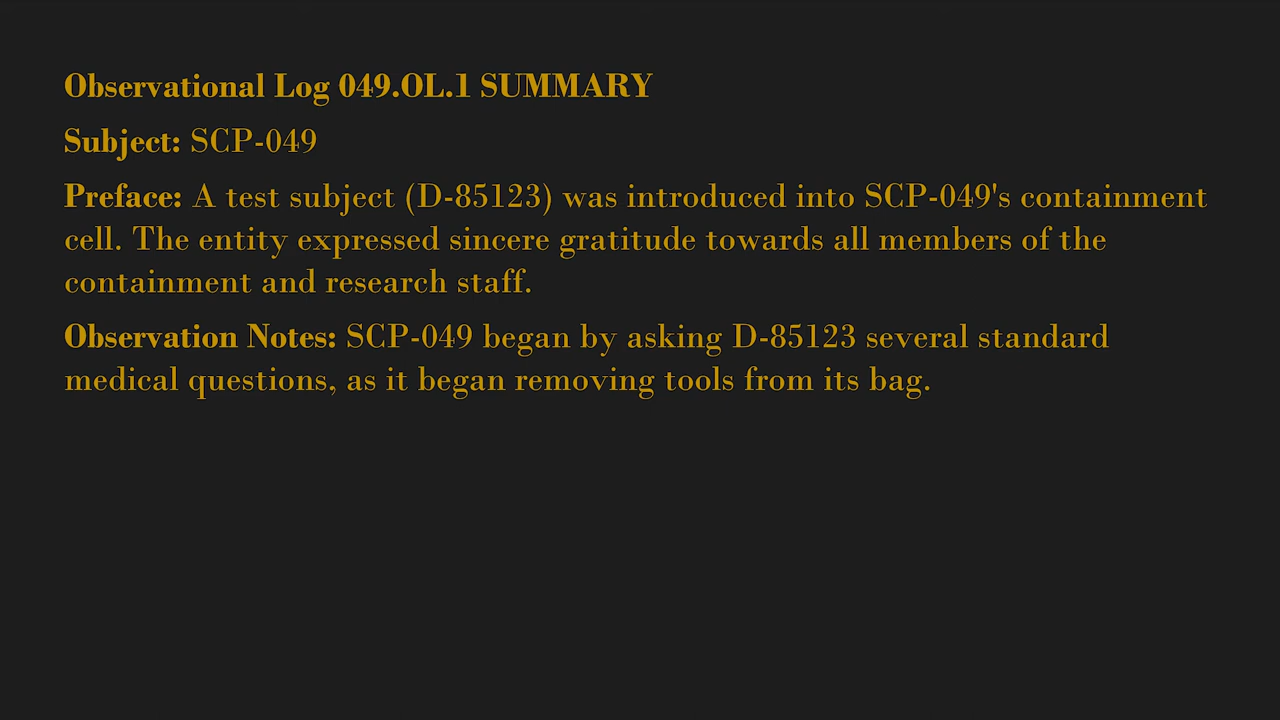 Observational Log 049.OL.1 SUMMARY
Subject: SCP-049
Preface: A test subject (D-85123) was introduced into SCP-049's containment
cell. The entity expressed sincere gratitude towards all members of the
containment and research staff.
Observation Notes: SCP-049 began by asking D-85123 several standard
medical questions, as it began removing tools from its bag.